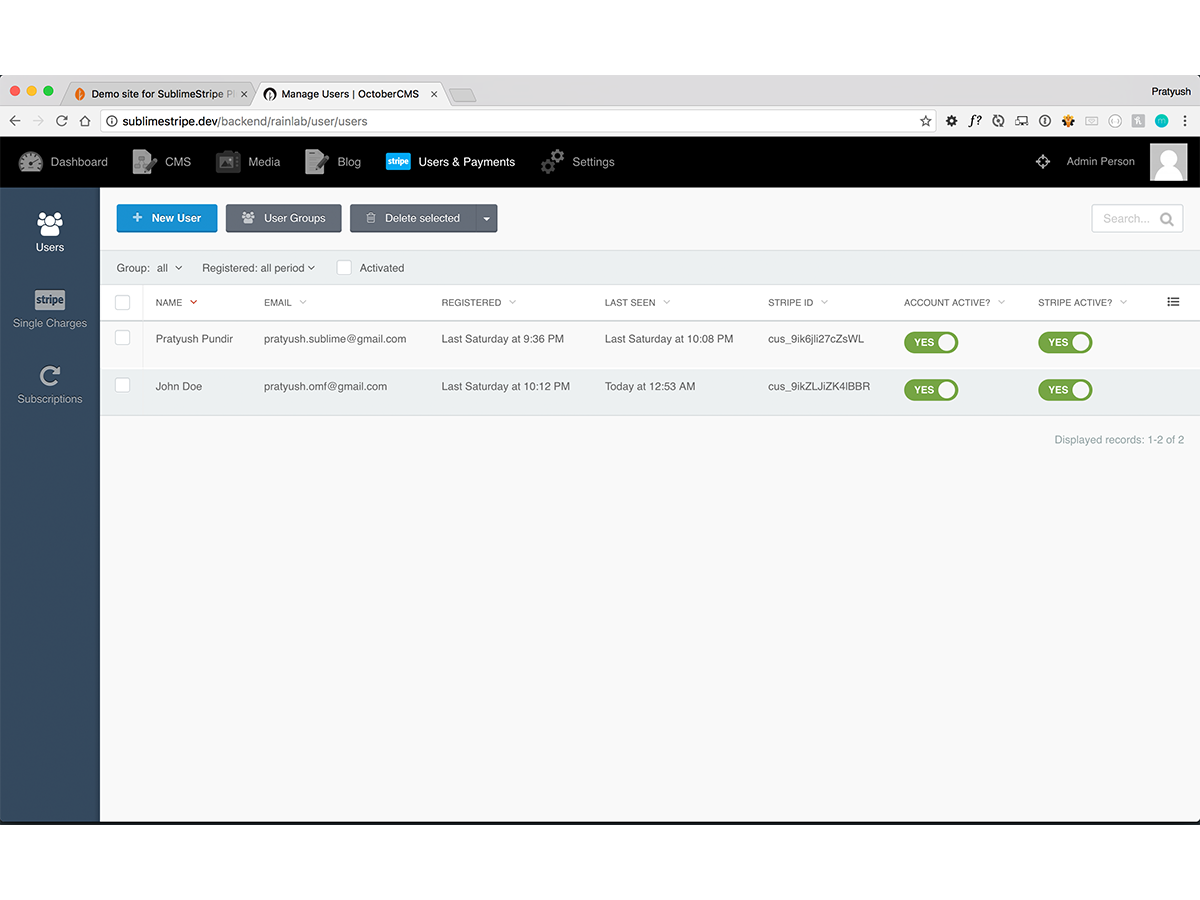 Demo site for SublimeStripe Pl
Manage Users | OctoberCMS
Pratyush
sublimestripe.dev/backend/rainlab/user/users
f?
Dashboard
CMS
Media
Blog
stripe Users & Payments
Settings
Admin Person
Users
stripe
Single Charges
Subscriptions
+ New User
User Groups
Delete selected
Search...
Group: all
Registered: all period
Activated
NAME EMAIL REGISTERED LAST SEEN STRIPE ID ACCOUNT ACTIVE? STRIPE ACTIVE?
Pratyush Pundir pratyush.sublime@gmail.com Last Saturday at 9:36 PM Last Saturday at 10:08 PM cus_9ik6jli27cZsWL YES YES
John Doe pratyush.omf@gmail.com Last Saturday at 10:12 PM Today at 12:53 AM cus_9ikZLJiZK4lBBR YES YES
Displayed records: 1-2 of 2